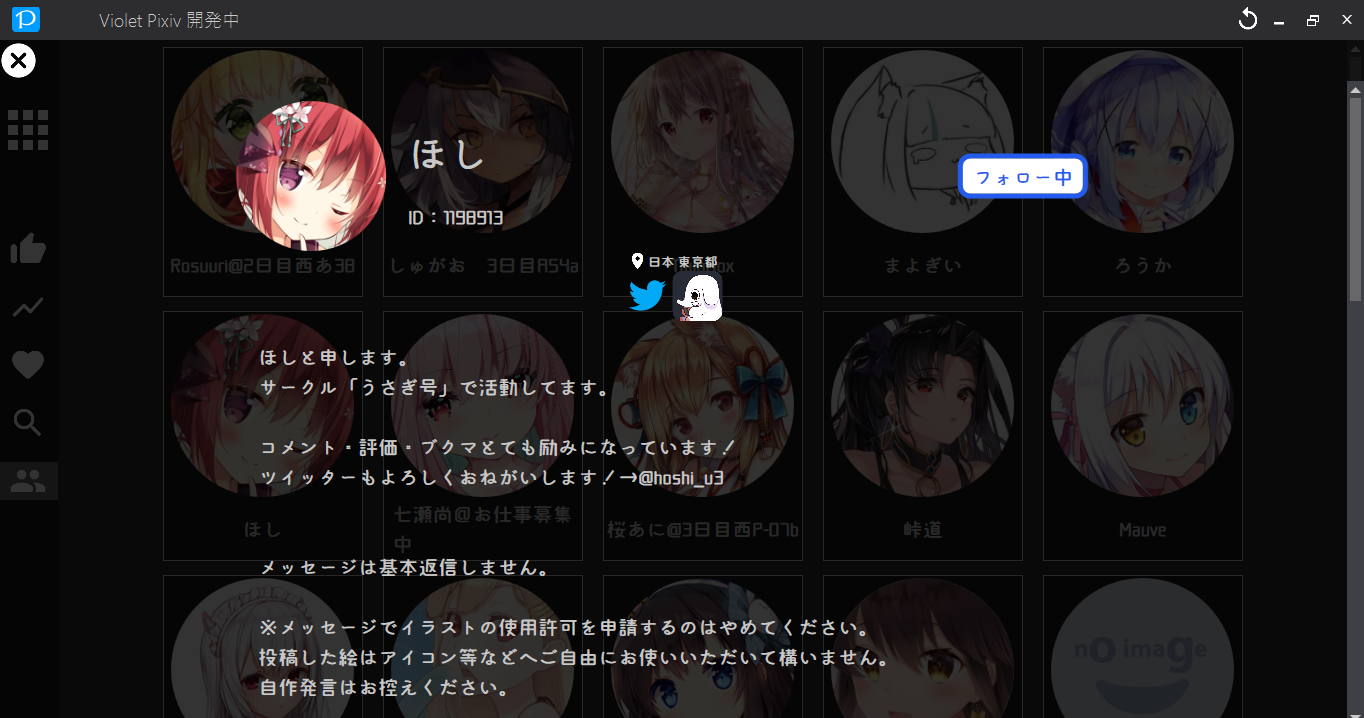 Violet Pixiv 開発中
ほし
ID：1198913
フォロー中
日本 東京都
Rosuuri@2日目西あ38
しゅがお　3日目A54a
まよぎい
ろうか
ほしと申します。
サークル「うさぎ号」で活動してます。
コメント・評価・ブクマとても励みになっています！
ツイッターもよろしくおねがいします！→@hoshi_u3
ほし
七瀬尚@お仕事募集
中
桜あに@3日目西P-07b
峠道
Mauve
メッセージは基本返信しません。
※メッセージでイラストの使用許可を申請するのはやめてください。
投稿した絵はアイコン等などへご自由にお使いいただいて構いません。
自作発言はお控えください。
no image